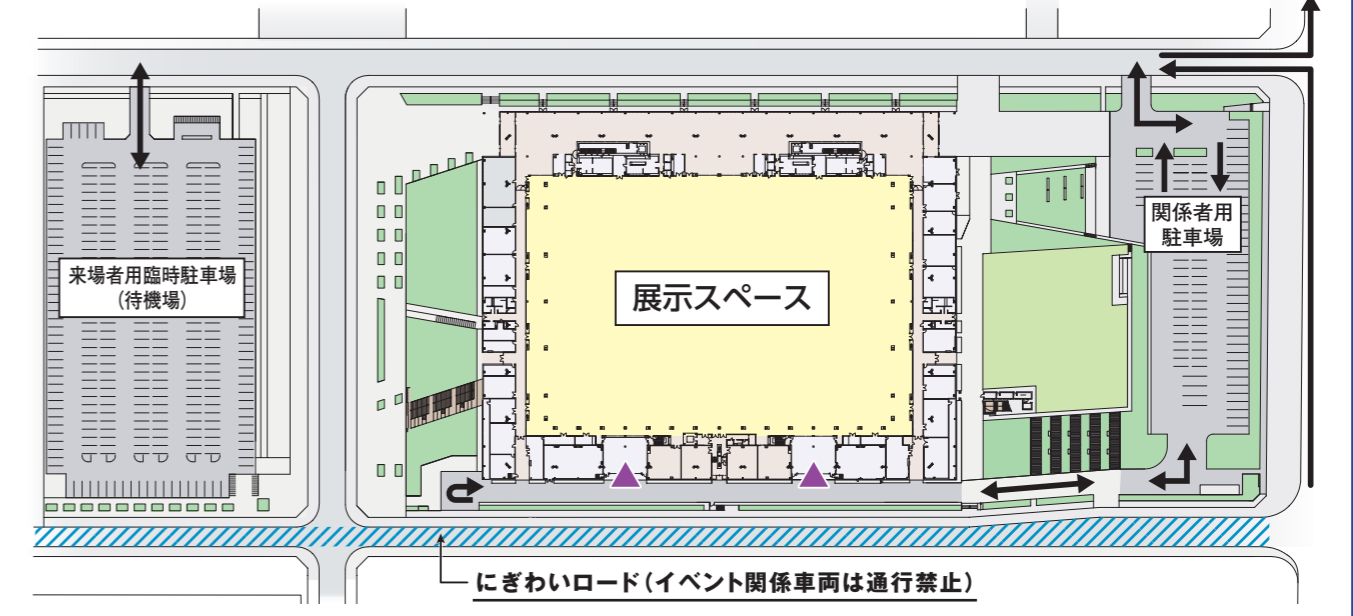 来場者用臨時駐車場
(待機場)
展示スペース
関係者用
駐車場
にぎわいロード(イベント関係車両は通行禁止)